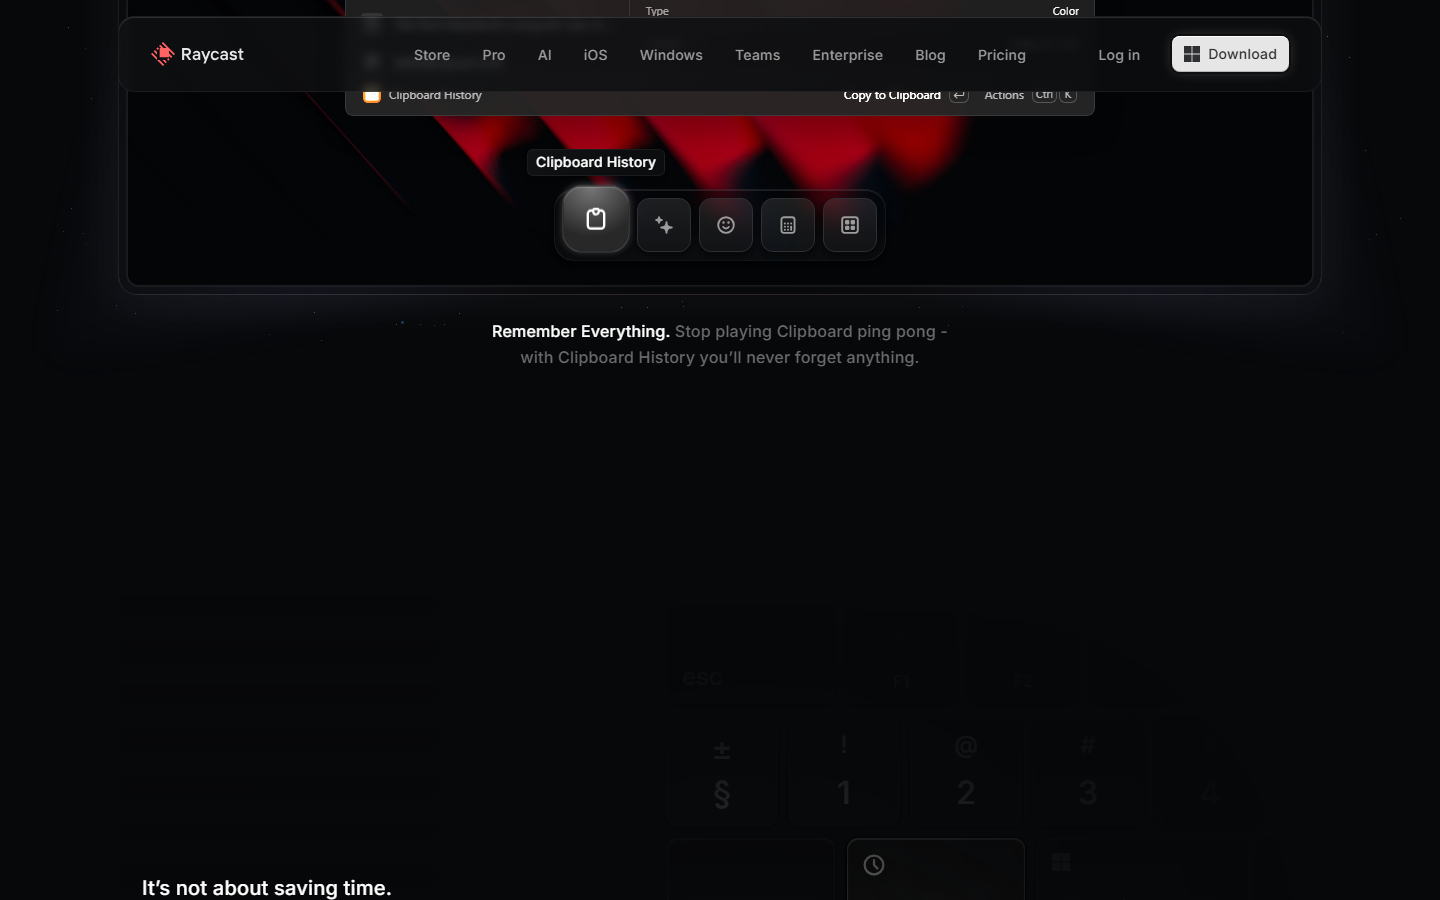 Type Color
Raycast Store Pro AI iOS Windows Teams Enterprise Blog Pricing Log in Download
Clipboard History Copy to Clipboard Actions Ctrl K
Clipboard History
Remember Everything. Stop playing Clipboard ping pong -
with Clipboard History you’ll never forget anything.
esc F1 F2
± ! @ #
§ 1 2 3 4
It’s not about saving time.